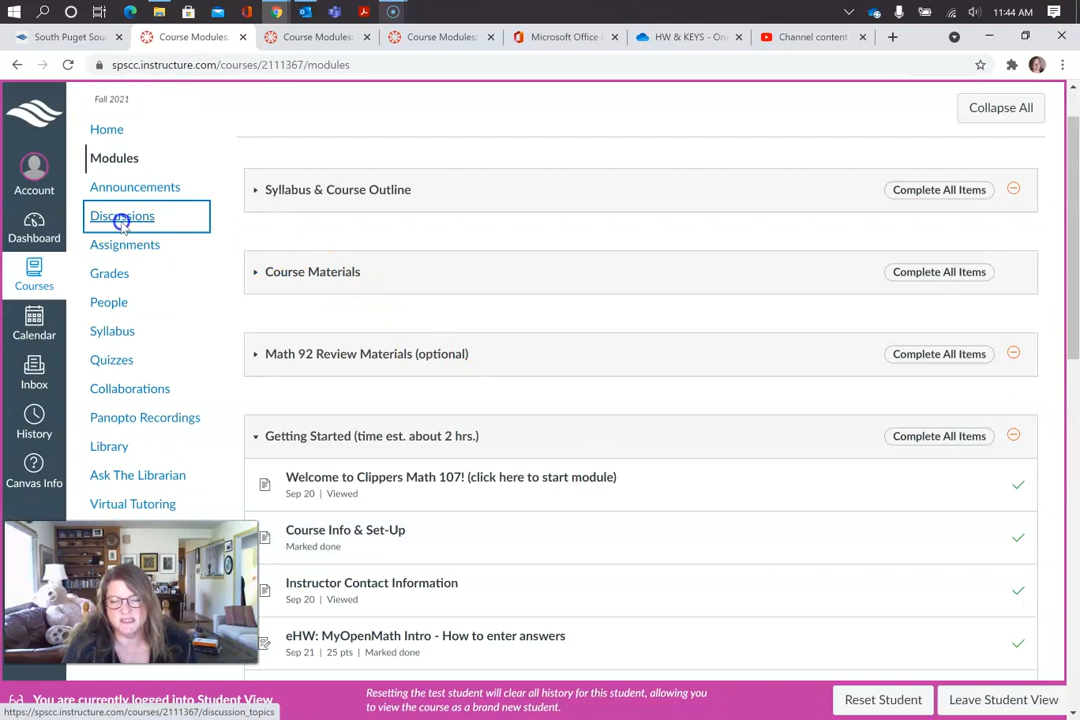 11:44 AM
South Puget Sou
Course Modules:
Course Modules:
Course Modules:
Microsoft Office
HW & KEYS - On
Channel content
spscc.instructure.com/courses/2111367/modules
Fall 2021
Collapse All
Home
Modules
Announcements
Discussions
Assignments
Grades
People
Syllabus
Quizzes
Collaborations
Panopto Recordings
Library
Ask The Librarian
Virtual Tutoring
Account
Dashboard
Courses
Calendar
Inbox
History
Canvas Info
Syllabus & Course Outline
Complete All Items
Course Materials
Complete All Items
Math 92 Review Materials (optional)
Complete All Items
Getting Started (time est. about 2 hrs.)
Complete All Items
Welcome to Clippers Math 107! (click here to start module)
Sep 20 | Viewed
Course Info & Set-Up
Marked done
Instructor Contact Information
Sep 20 | Viewed
eHW: MyOpenMath Intro - How to enter answers
Sep 21 | 25 pts | Marked done
You are currently logged into Student View
Resetting the test student will clear all history for this student, allowing you
to view the course as a brand new student.
Reset Student
Leave Student View
https://spscc.instructure.com/courses/2111367/discussion_topics